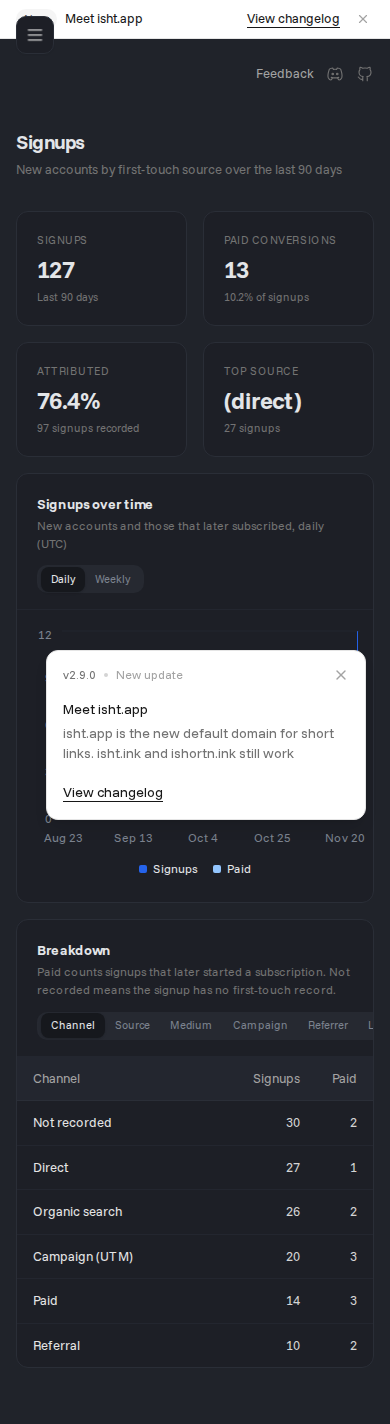 Meet isht.app
View changelog
Feedback
Signups
New accounts by first-touch source over the last 90 days
SIGNUPS
127
Last 90 days
PAID CONVERSIONS
13
10.2% of signups
ATTRIBUTED
76.4%
97 signups recorded
TOP SOURCE
(direct)
27 signups
Signups over time
New accounts and those that later subscribed, daily
(UTC)
Daily Weekly
12
v2.9.0 • New update
Meet isht.app
isht.app is the new default domain for short
links. isht.ink and ishortn.ink still work
View changelog
0
Aug 23 Sep 13 Oct 4 Oct 25 Nov 20
Signups Paid
Breakdown
Paid counts signups that later started a subscription. Not
recorded means the signup has no first-touch record.
Channel Source Medium Campaign Referrer L
Channel Signups Paid
Not recorded 30 2
Direct 27 1
Organic search 26 2
Campaign (UTM) 20 3
Paid 14 3
Referral 10 2